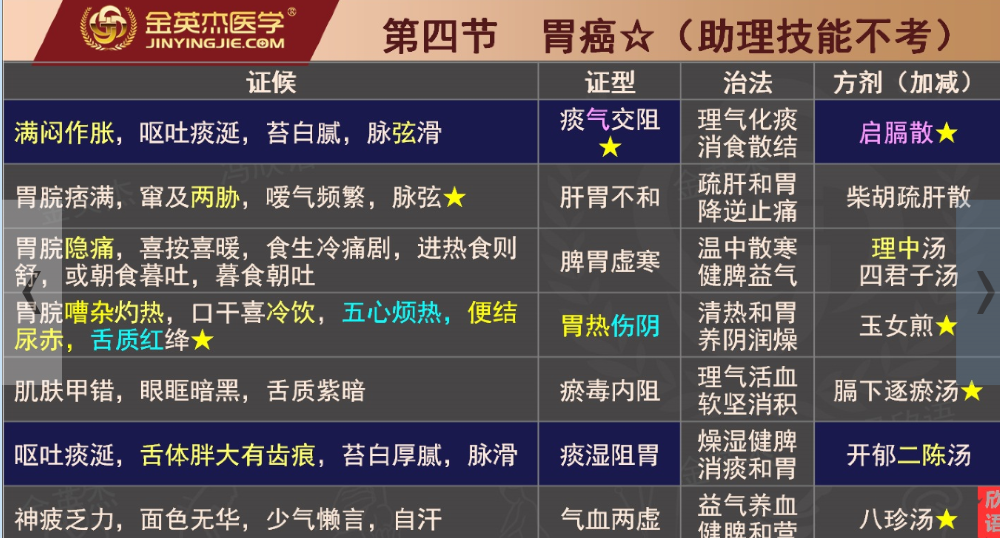 金英杰医学®
JINYINGJIE.COM
第四节 胃癌☆（助理技能不考）
证候 证型 治法 方剂（加减）
满闷作胀，呕吐痰涎，苔白腻，脉弦滑
痰气交阻
★
理气化痰
消食散结
启膈散★
胃脘痞满，窜及两胁，嗳气频繁，脉弦★
肝胃不和
疏肝和胃
降逆止痛
柴胡疏肝散
胃脘隐痛，喜按喜暖，食生冷痛剧，进热食则
舒，或朝食暮吐，暮食朝吐
脾胃虚寒
温中散寒
健脾益气
理中汤
四君子汤
胃脘嘈杂灼热，口干喜冷饮，五心烦热，便结
尿赤，舌质红绛★
胃热伤阴
清热和胃
养阴润燥
玉女煎★
肌肤甲错，眼眶暗黑，舌质紫暗
瘀毒内阻
理气活血
软坚消积
膈下逐瘀汤★
呕吐痰涎，舌体胖大有齿痕，苔白厚腻，脉滑
痰湿阻胃
燥湿健脾
消痰和胃
开郁二陈汤
神疲乏力，面色无华，少气懒言，自汗
气血两虚
益气养血
健脾和营
八珍汤★
欣
语